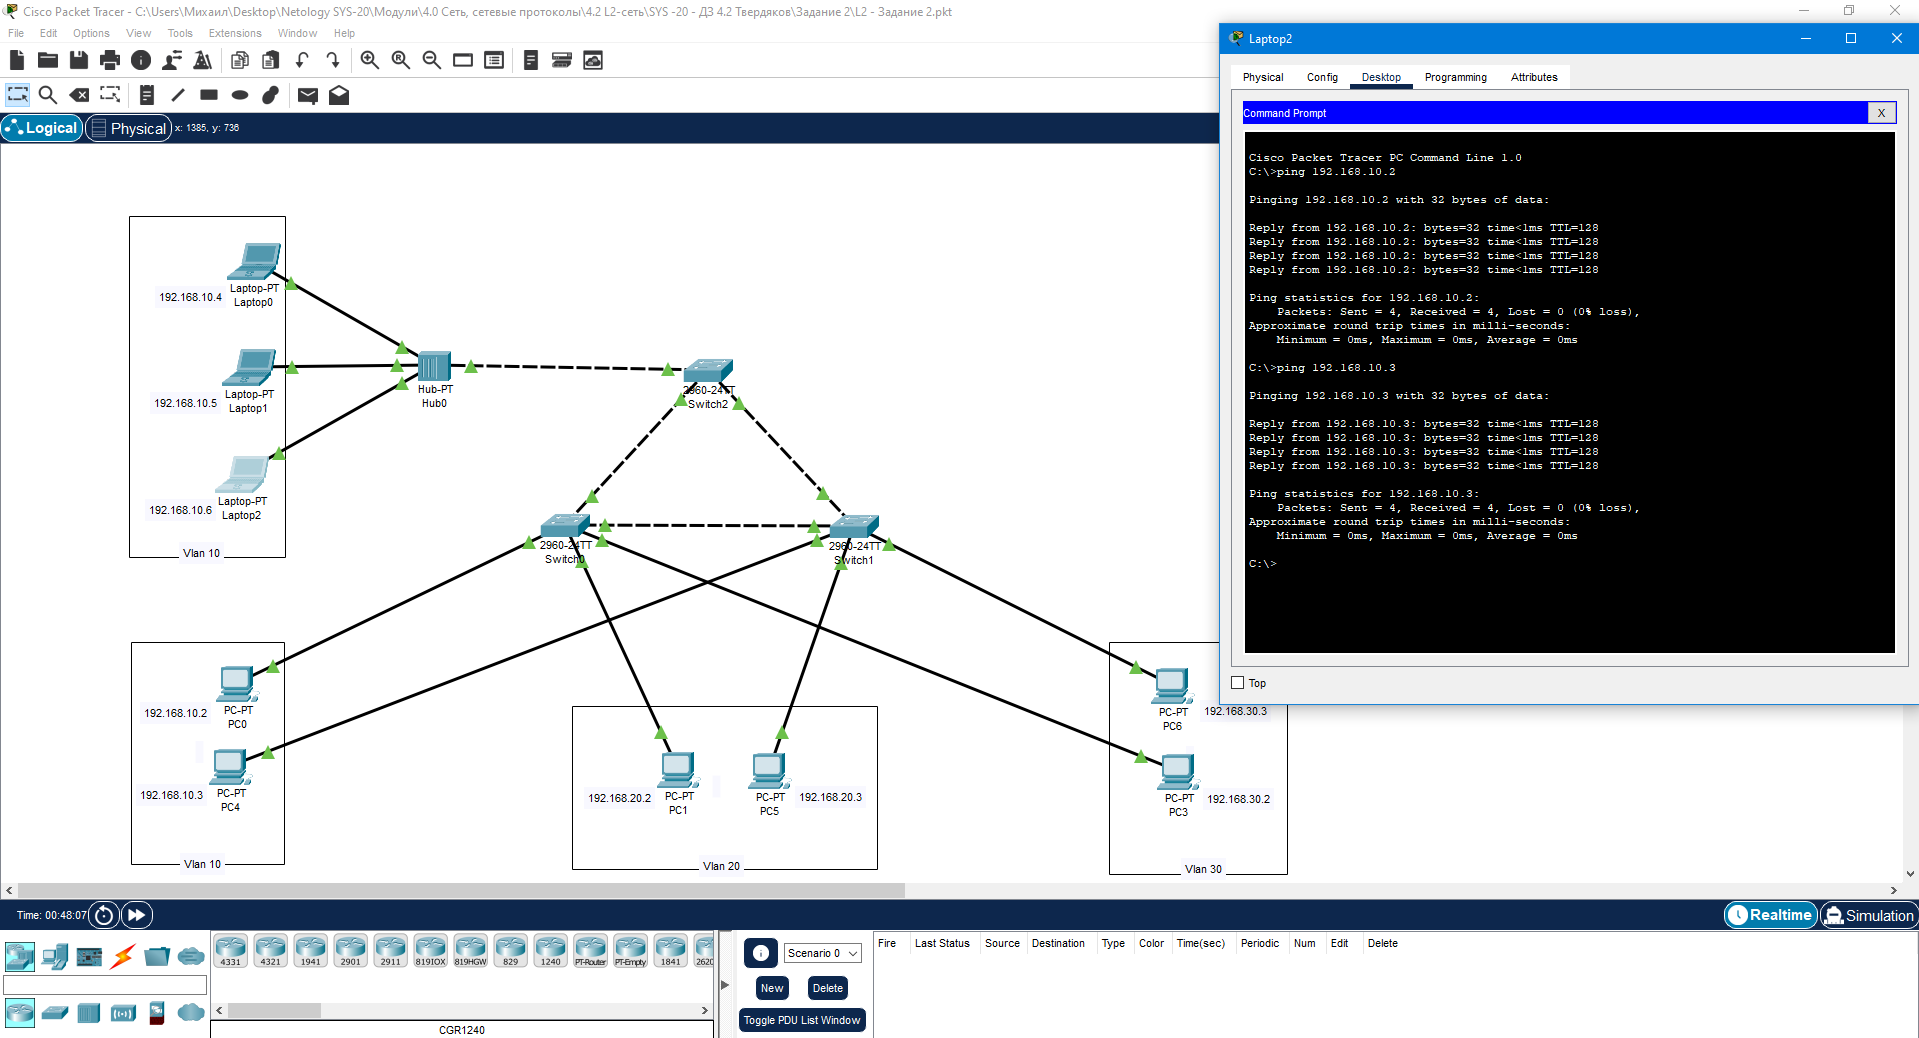 Cisco Packet Tracer - C:\Users\Михаил\Desktop\Netology SYS-20\Модули\4.0 Сеть, сетевые протоколы\4.2 L2-сеть\SYS -20 - ДЗ 4.2 Твердяков\Задание 2\L2 - Задание 2.pkt
File Edit Options View Tools Extensions Window Help
Logical Physical x: 1385, y: 736
192.168.10.4
Laptop-PT
Laptop0
192.168.10.5
Laptop-PT
Laptop1
192.168.10.6
Laptop-PT
Laptop2
Vlan 10
Hub-PT
Hub0
2960-24TT
Switch2
2960-24TT
Switch0
2960-24TT
Switch1
192.168.10.2
PC-PT
PC0
192.168.10.3
PC-PT
PC4
Vlan 10
192.168.20.2
PC-PT
PC1
PC-PT
PC5
192.168.20.3
Vlan 20
PC-PT
PC6
192.168.30.3
PC-PT
PC3
192.168.30.2
Vlan 30
Laptop2
Physical Config Desktop Programming Attributes
Command Prompt X
Cisco Packet Tracer PC Command Line 1.0
C:\>ping 192.168.10.2
Pinging 192.168.10.2 with 32 bytes of data:
Reply from 192.168.10.2: bytes=32 time<1ms TTL=128
Reply from 192.168.10.2: bytes=32 time<1ms TTL=128
Reply from 192.168.10.2: bytes=32 time<1ms TTL=128
Reply from 192.168.10.2: bytes=32 time<1ms TTL=128
Ping statistics for 192.168.10.2:
Packets: Sent = 4, Received = 4, Lost = 0 (0% loss),
Approximate round trip times in milli-seconds:
Minimum = 0ms, Maximum = 0ms, Average = 0ms
C:\>ping 192.168.10.3
Pinging 192.168.10.3 with 32 bytes of data:
Reply from 192.168.10.3: bytes=32 time<1ms TTL=128
Reply from 192.168.10.3: bytes=32 time<1ms TTL=128
Reply from 192.168.10.3: bytes=32 time<1ms TTL=128
Reply from 192.168.10.3: bytes=32 time<1ms TTL=128
Ping statistics for 192.168.10.3:
Packets: Sent = 4, Received = 4, Lost = 0 (0% loss),
Approximate round trip times in milli-seconds:
Minimum = 0ms, Maximum = 0ms, Average = 0ms
C:\>
Top
Time: 00:48:07
Realtime Simulation
4331 4321 1941 2901 2911 819IOX 819HGW 829 1240 PT-Router PT-Empty 1841 2620
CGR1240
Scenario 0
New Delete
Toggle PDU List Window
Fire Last Status Source Destination Type Color Time(sec) Periodic Num Edit Delete